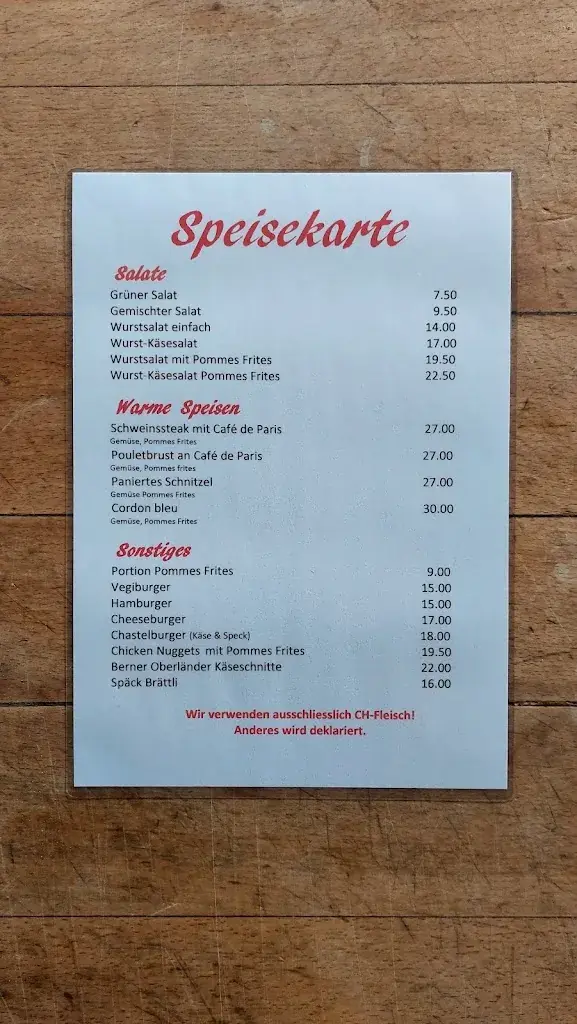 Speisekarte
Salate
Grüner Salat 7.50
Gemischter Salat 9.50
Wurstsalat einfach 14.00
Wurst-Käsesalat 17.00
Wurstsalat mit Pommes Frites 19.50
Wurst-Käsesalat Pommes Frites 22.50
Warme Speisen
Schweinssteak mit Café de Paris 27.00
Gemüse, Pommes Frites
Pouletbrust an Café de Paris 27.00
Gemüse, Pommes frites
Paniertes Schnitzel 27.00
Gemüse Pommes Frites
Cordon bleu 30.00
Gemüse, Pommes Frites
Sonstiges
Portion Pommes Frites 9.00
Vegiburger 15.00
Hamburger 15.00
Cheeseburger 17.00
Chastelburger (Käse & Speck) 18.00
Chicken Nuggets mit Pommes Frites 19.50
Berner Oberländer Käseschnitte 22.00
Späck Brättli 16.00
Wir verwenden ausschliesslich CH-Fleisch!
Anderes wird deklariert.